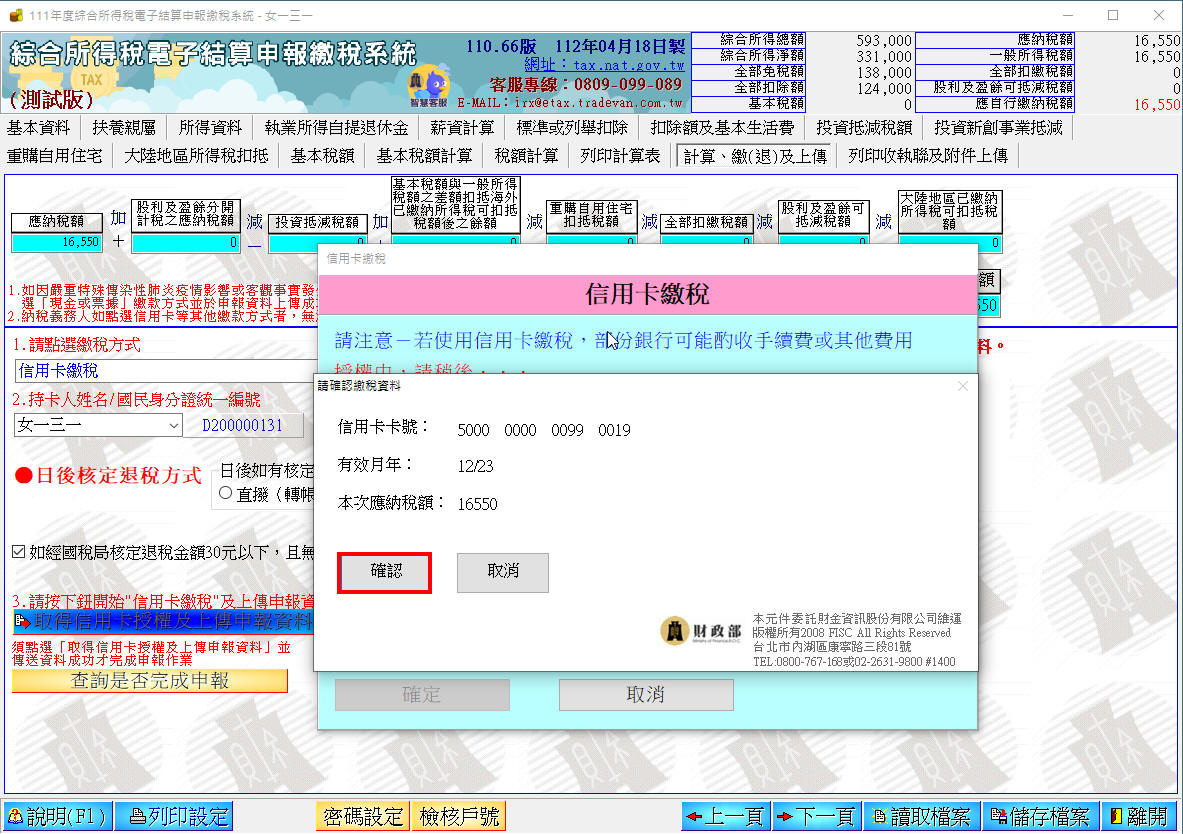 111年度綜合所得稅電子結算申報繳稅系統 - 女一三一
綜合所得稅電子結算申報繳稅系統
(測試版)
TAX
110.66版 112年04月18日製
網址：tax.nat.gov.tw
客服專線：0809-099-089
E-MAIL：irx@etax.tradevan.com.tw
智慧客服
綜合所得總額 593,000 應納稅額 16,550
綜合所得淨額 331,000 一般所得稅額 16,550
全部免稅額 138,000 全部扣繳稅額 0
全部扣除額 124,000 股利及盈餘可抵減稅額 0
基本稅額 0 應自行繳納稅額 16,550
基本資料 扶養親屬 所得資料 執業所得自提退休金 薪資計算 標準或列舉扣除 扣除額及基本生活費 投資抵減稅額 投資新創事業抵減
重購自用住宅 大陸地區所得稅扣抵 基本稅額 基本稅額計算 稅額計算 列印計算表 計算、繳(退)及上傳 列印收執聯及附件上傳
應納稅額
16,550
加
＋
股利及盈餘分開
計稅之應納稅額
0
減
－
投資抵減稅額
0
加
基本稅額與一般所得
稅額之差額扣抵海外
已繳納所得稅可扣抵
稅額後之餘額
0
減
重購自用住宅
扣抵稅額
0
減
全部扣繳稅額
0
減
股利及盈餘可
抵減稅額
0
減
大陸地區已繳納
所得稅可扣抵稅
額
0
額
50
1.如因嚴重特殊傳染性肺炎疫情影響或客觀事實發
選「現金或票據」繳款方式並於申報資料上傳成
2.納稅義務人如點選信用卡等其他繳款方式者，無
料。
1.請點選繳稅方式
信用卡繳稅
2.持卡人姓名/國民身分證統一編號
女一三一 D200000131
●日後核定退稅方式
日後如有核定
直撥（轉帳
如經國稅局核定退稅金額30元以下，且無
3.請按下鈕開始"信用卡繳稅"及上傳申報資
取得信用卡授權及上傳申報資料
須點選「取得信用卡授權及上傳申報資料」並
傳送資料成功才完成申報作業
查詢是否完成申報
信用卡繳稅
信用卡繳稅
請注意－若使用信用卡繳稅，部份銀行可能酌收手續費或其他費用
授權中，請稍後．．．
請確認繳稅資料
信用卡卡號： 5000 0000 0099 0019
有效月年： 12/23
本次應納稅額： 16550
確認 取消
財政部
Ministry of Finance,R.O.C
本元件委託財金資訊股份有限公司維運
版權所有2008 FISC All Rights Reserved
台北市內湖區康寧路三段81號
TEL:0800-767-168或02-2631-9800 #1400
確定 取消
說明(F1) 列印設定 密碼設定 檢核戶號 上一頁 下一頁 讀取檔案 儲存檔案 離開